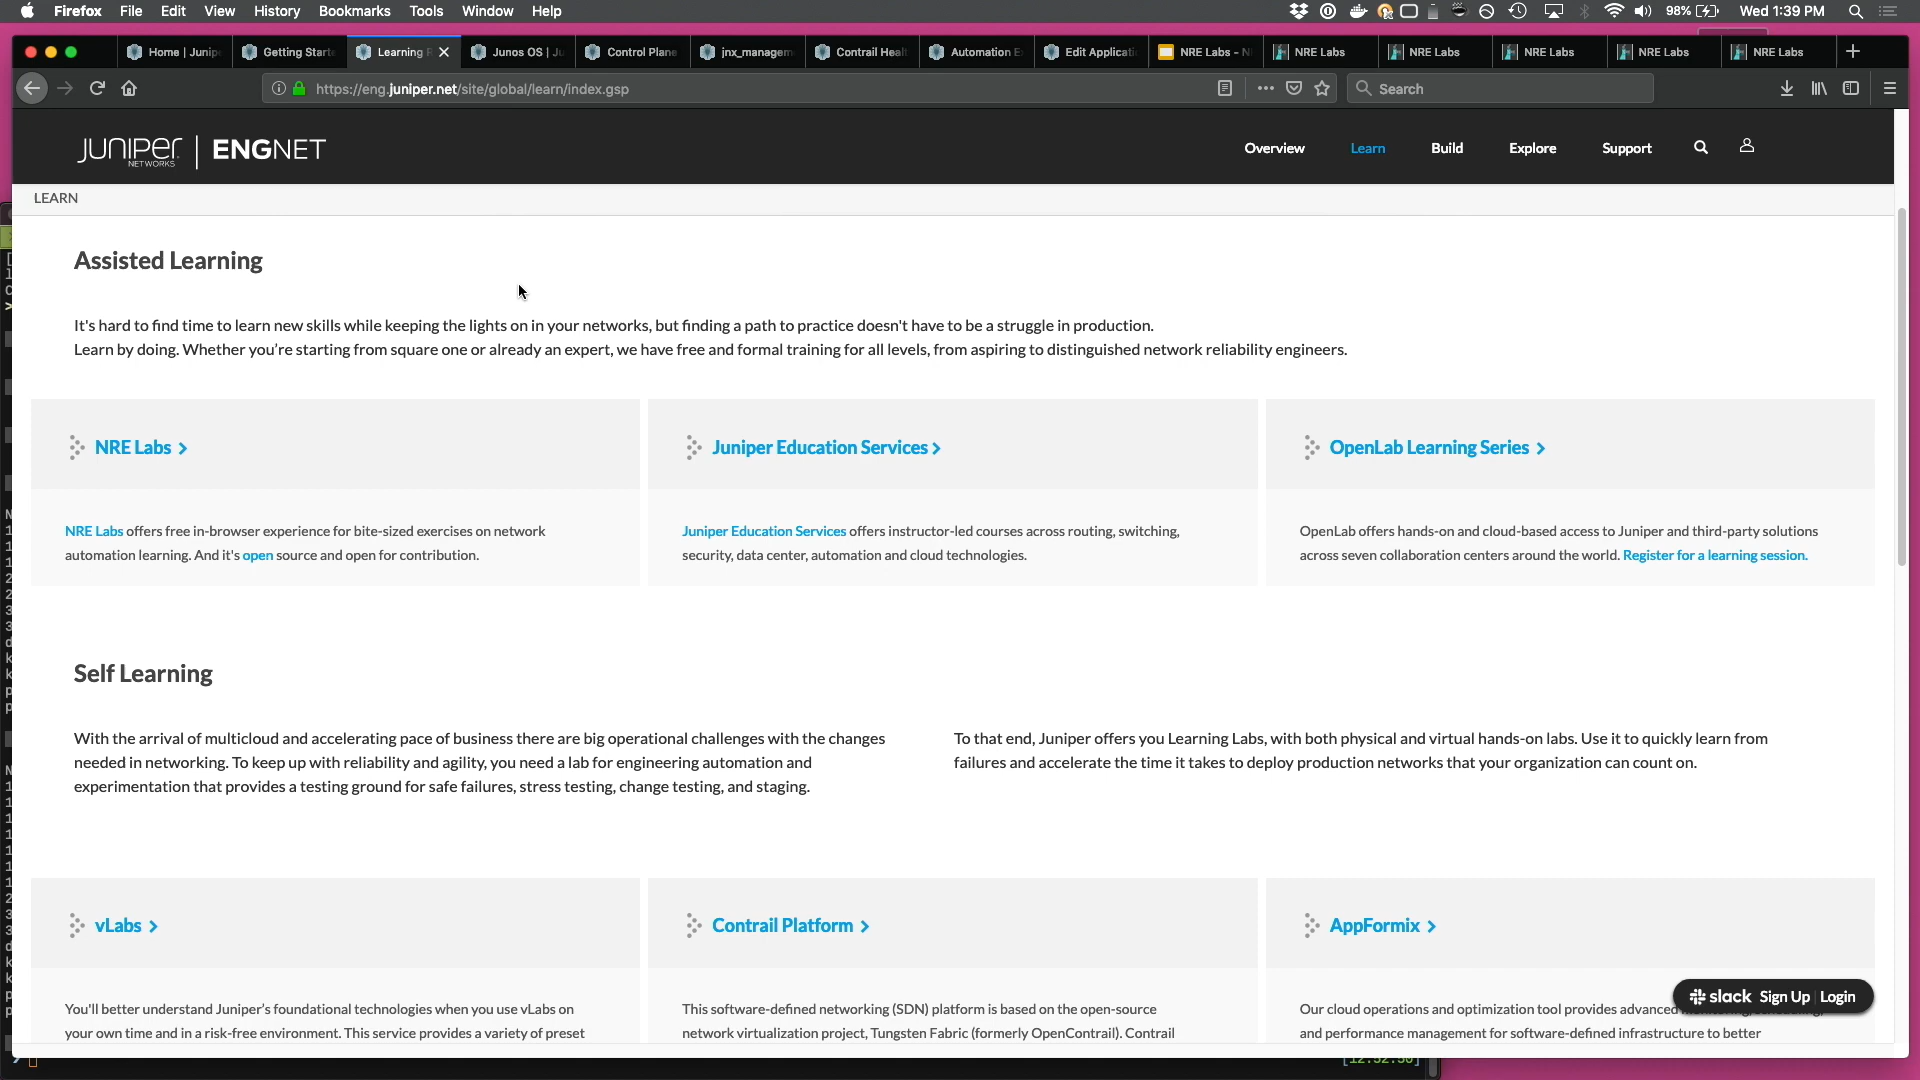 Firefox File Edit View History Bookmarks Tools Window Help 98% Wed 1:39 PM
Home | Junipe Getting Starte Learning R Junos OS | Ju Control Plane jnx_managem Contrail Healt Automation E Edit Applicati NRE Labs - N NRE Labs NRE Labs NRE Labs NRE Labs NRE Labs
https://eng.juniper.net/site/global/learn/index.gsp Search
JUNIPER NETWORKS | ENGNET Overview Learn Build Explore Support
LEARN
Assisted Learning
It's hard to find time to learn new skills while keeping the lights on in your networks, but finding a path to practice doesn't have to be a struggle in production.
Learn by doing. Whether you're starting from square one or already an expert, we have free and formal training for all levels, from aspiring to distinguished network reliability engineers.
NRE Labs
NRE Labs offers free in-browser experience for bite-sized exercises on network
automation learning. And it's open source and open for contribution.
Juniper Education Services
Juniper Education Services offers instructor-led courses across routing, switching,
security, data center, automation and cloud technologies.
OpenLab Learning Series
OpenLab offers hands-on and cloud-based access to Juniper and third-party solutions
across seven collaboration centers around the world. Register for a learning session.
Self Learning
With the arrival of multicloud and accelerating pace of business there are big operational challenges with the changes
needed in networking. To keep up with reliability and agility, you need a lab for engineering automation and
experimentation that provides a testing ground for safe failures, stress testing, change testing, and staging.
To that end, Juniper offers you Learning Labs, with both physical and virtual hands-on labs. Use it to quickly learn from
failures and accelerate the time it takes to deploy production networks that your organization can count on.
vLabs
You'll better understand Juniper's foundational technologies when you use vLabs on
your own time and in a risk-free environment. This service provides a variety of preset
Contrail Platform
This software-defined networking (SDN) platform is based on the open-source
network virtualization project, Tungsten Fabric (formerly OpenContrail). Contrail
AppFormix
Our cloud operations and optimization tool provides advanced
and performance management for software-defined infrastructure to better
slack Sign Up Login